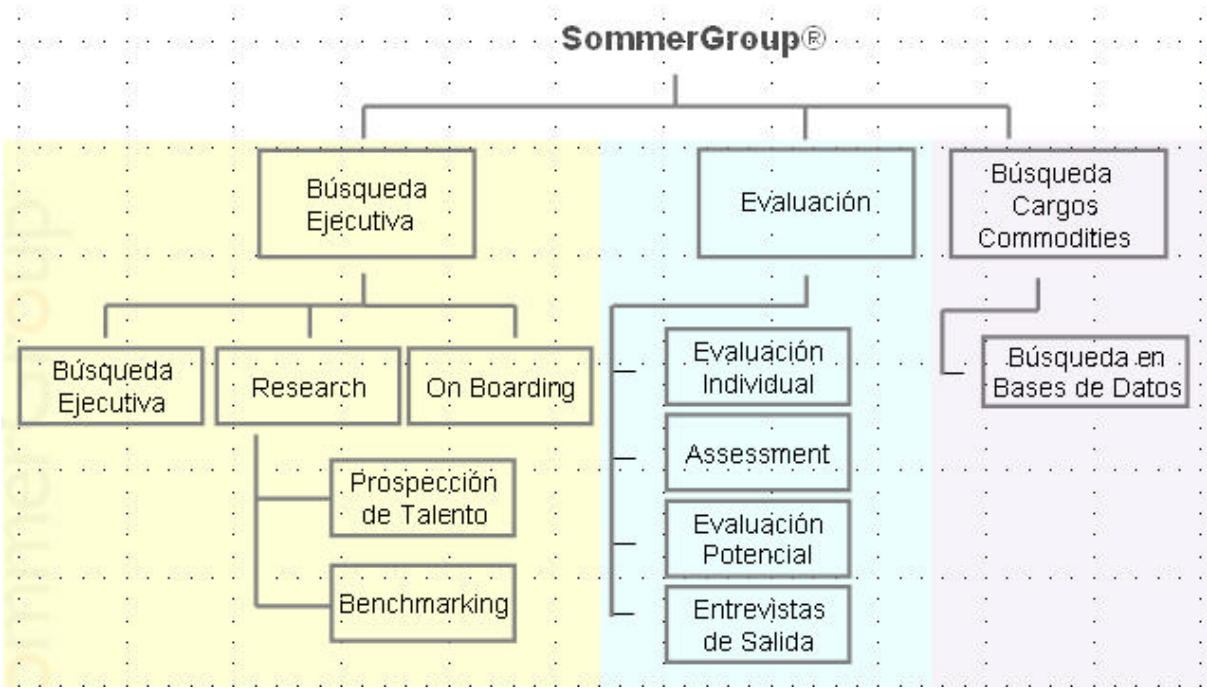 SommerGroup®
Búsqueda
Ejecutiva
Evaluación
Búsqueda
Cargos
Commodities
Búsqueda
Ejecutiva
Research
On Boarding
Prospección
de Talento
Benchmarking
Evaluación
Individual
Assessment
Evaluación
Potencial
Entrevistas
de Salida
Búsqueda en
Bases de Datos
ommerGroup